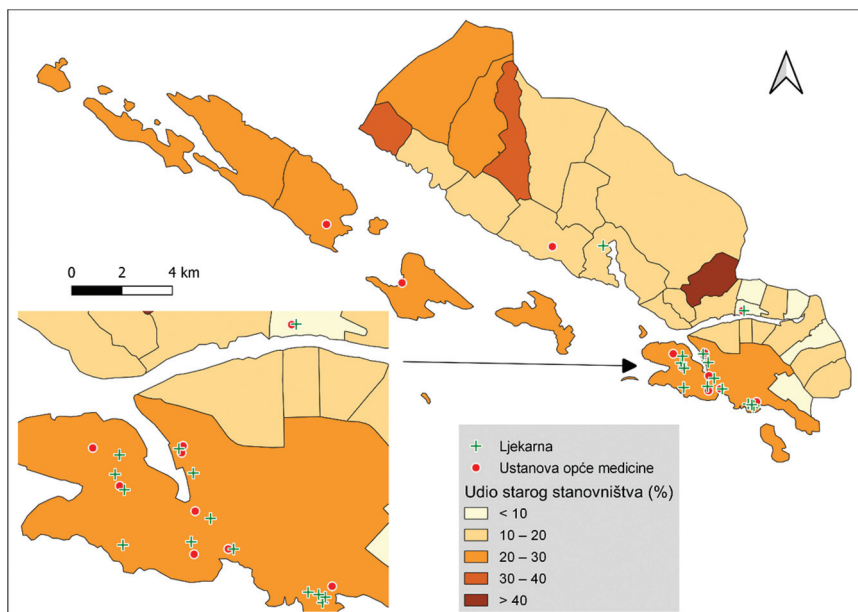 0 2 4 km
Ljekarna
Ustanova opće medicine
Udio starog stanovništva (%)
< 10
10 – 20
20 – 30
30 – 40
> 40